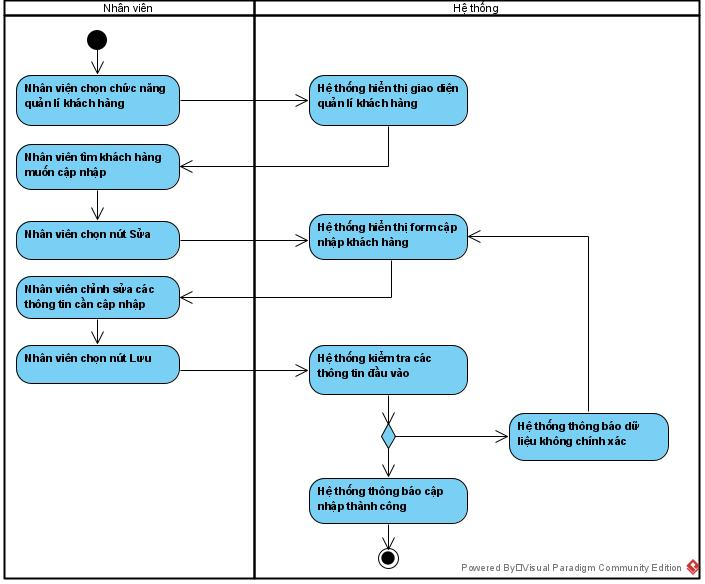 Nhân viên
Hệ thống
Nhân viện chọn chức năng
quản lí khách hàng
Hệ thống hiển thị giao diện
quản lí khách hàng
Nhân viên tìm khách hàng
muốn cập nhập
Nhân viên chọn nút Sửa
Hệ thống hiển thị form cập
nhập khách hàng
Nhân viên chỉnh sửa các
thông tin cần cập nhập
Nhân viên chọn nút Lưu
Hệ thống kiểm tra các
thông tin đầu vào
Hệ thống thông báo dữ
liệu không chính xác
Hệ thống thông báo cập
nhập thành công
Powered By□Visual Paradigm Community Edition